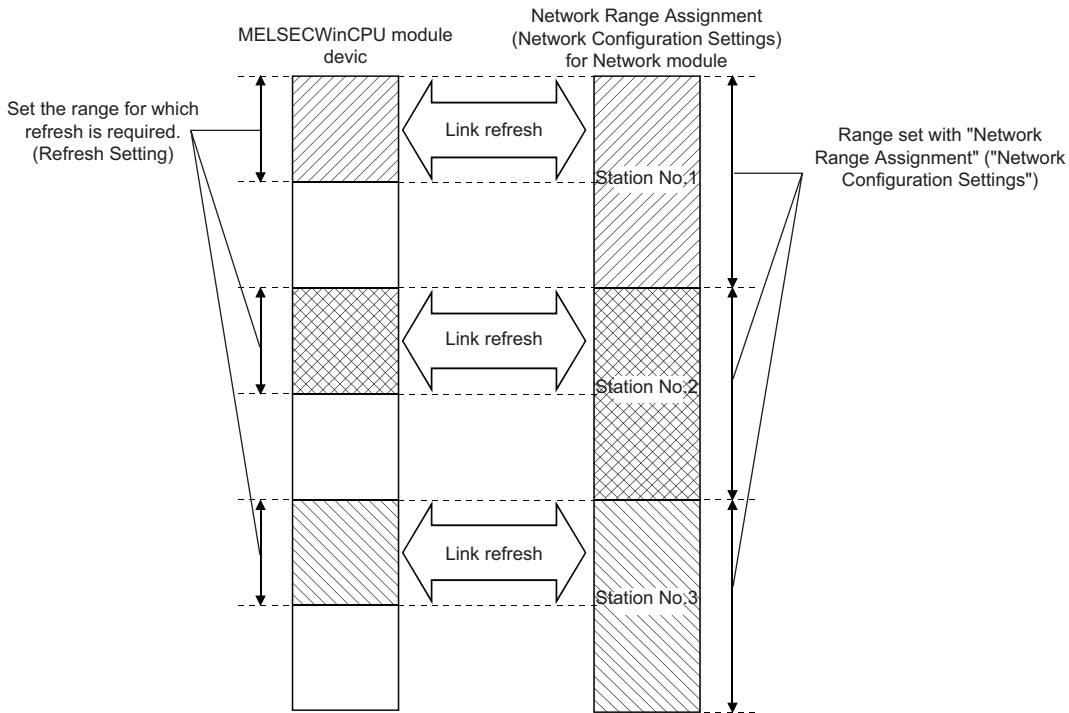 MELSECWinCPU module
devic
Network Range Assignment
(Network Configuration Settings)
for Network module
Set the range for which
refresh is required.
(Refresh Setting)
Link refresh
Station No.1
Range set with "Network
Range Assignment" ("Network
Configuration Settings")
Link refresh
Station No.2
Link refresh
Station No.3